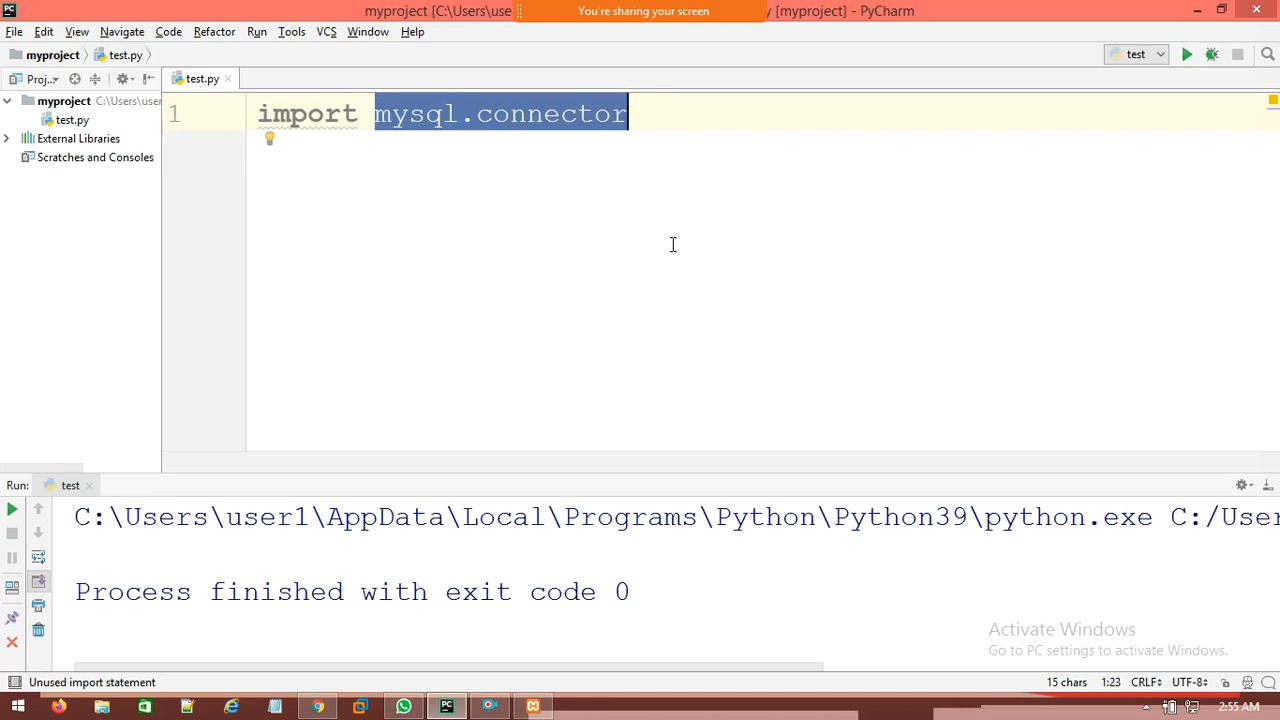 myproject [C:\Users\use
You're sharing your screen
y [myproject] - PyCharm
File Edit View Navigate Code Refactor Run Tools VCS Window Help
myproject test.py
test
Proj...
test.py
myproject C:\Users\user
test.py
External Libraries
Scratches and Consoles
1 import mysql.connector
Run: test
C:\Users\user1\AppData\Local\Programs\Python\Python39\python.exe C:/User
Process finished with exit code 0
Activate Windows
Go to PC settings to activate Windows.
Unused import statement
15 chars 1:23 CRLF UTF-8
2:55 AM